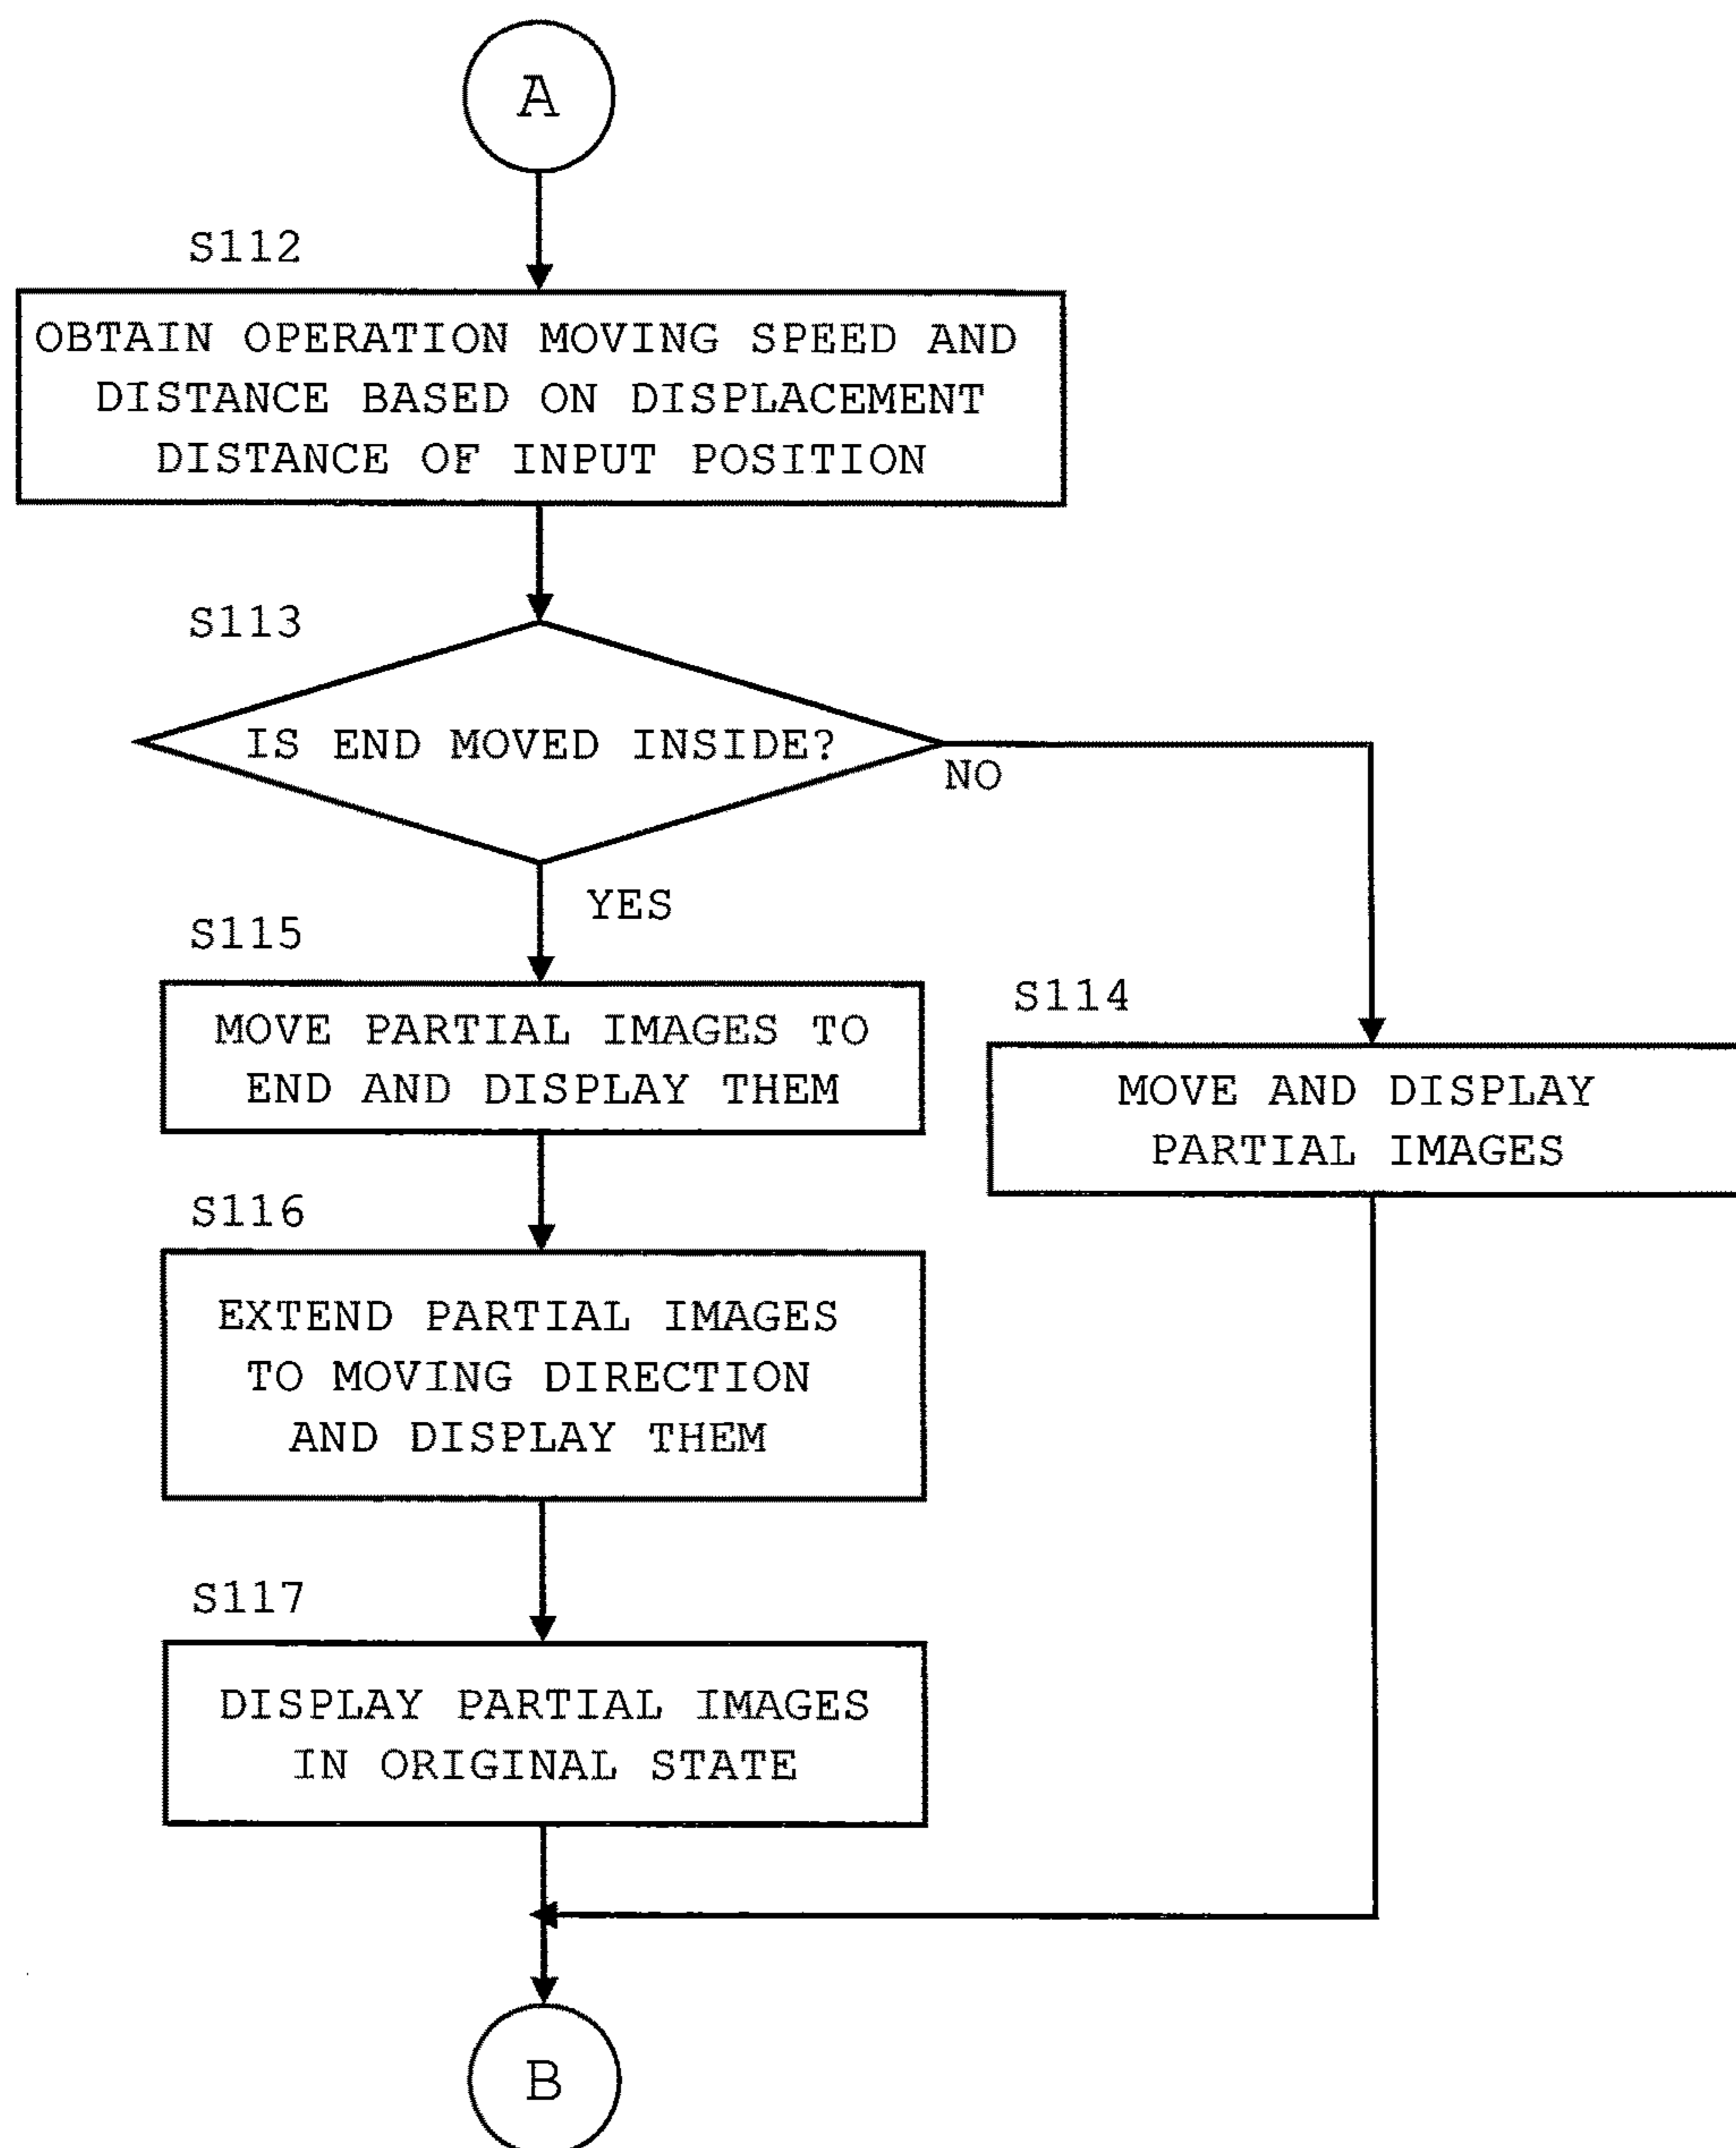 A
S112
OBTAIN OPERATION MOVING SPEED AND
DISTANCE BASED ON DISPLACEMENT
DISTANCE OF INPUT POSITION
S113
IS END MOVED INSIDE?
NO
YES
S115
MOVE PARTIAL IMAGES TO
END AND DISPLAY THEM
S114
MOVE AND DISPLAY
PARTIAL IMAGES
S116
EXTEND PARTIAL IMAGES
TO MOVING DIRECTION
AND DISPLAY THEM
S117
DISPLAY PARTIAL IMAGES
IN ORIGINAL STATE
B